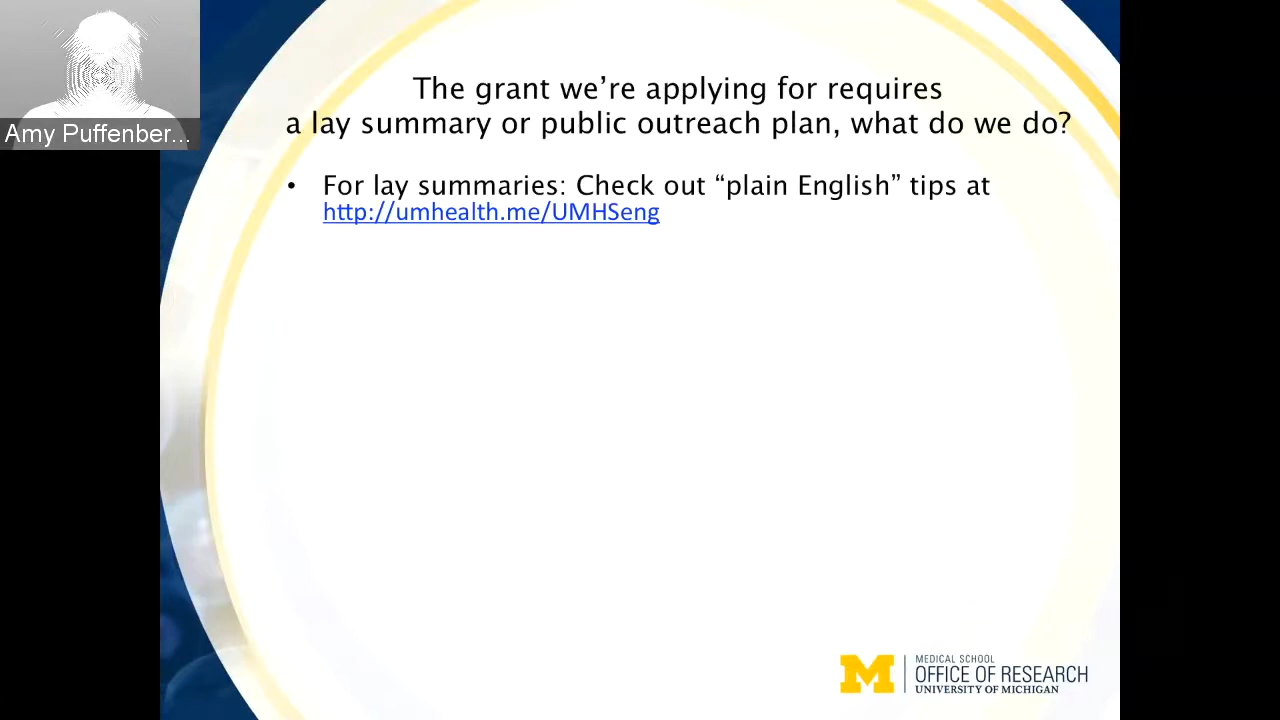 Amy Puffenber...
The grant we’re applying for requires
a lay summary or public outreach plan, what do we do?
• For lay summaries: Check out “plain English” tips at
http://umhealth.me/UMHSeng
M
MEDICAL SCHOOL
OFFICE OF RESEARCH
UNIVERSITY OF MICHIGAN